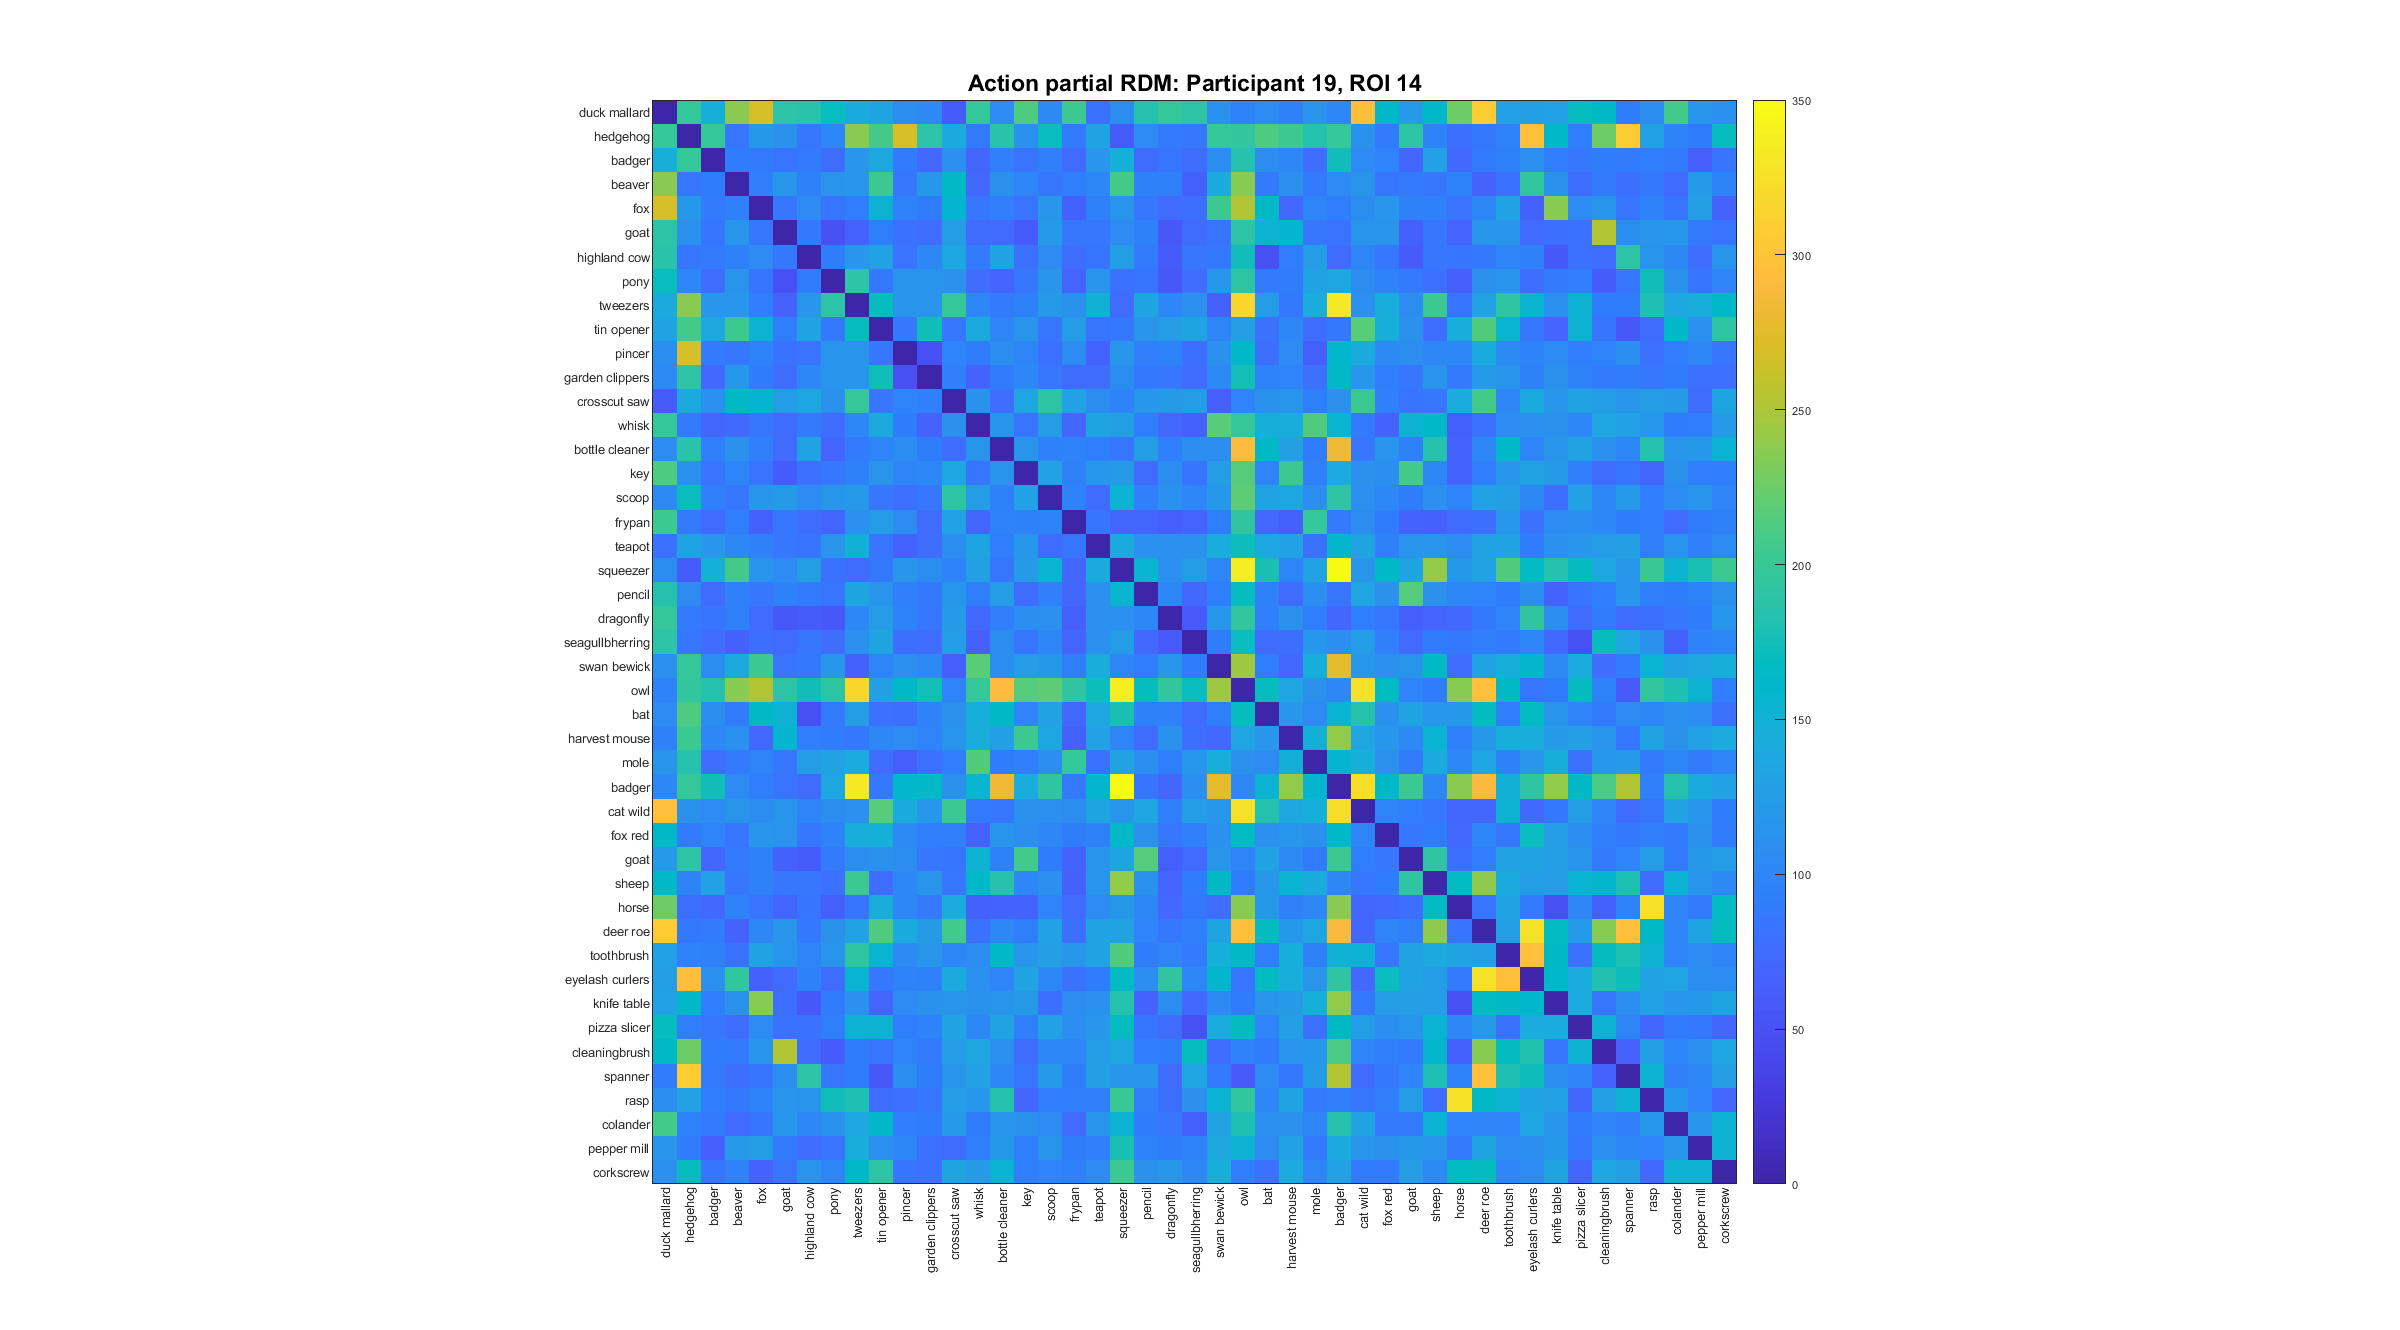 Action partial RDM: Participant 19, ROI 14
duck mallard
hedgehog
badger
beaver
fox
goat
highland cow
pony
tweezers
tin opener
pincer
garden clippers
crosscut saw
whisk
bottle cleaner
key
scoop
frypan
teapot
squeezer
pencil
dragonfly
seagullbherring
swan bewick
owl
bat
harvest mouse
mole
badger
cat wild
fox red
goat
sheep
horse
deer roe
toothbrush
eyelash curlers
knife table
pizza slicer
cleaningbrush
spanner
rasp
colander
pepper mill
corkscrew
duck mallard
hedgehog
badger
beaver
fox
goat
highland cow
pony
tweezers
tin opener
pincer
garden clippers
crosscut saw
whisk
bottle cleaner
key
scoop
frypan
teapot
squeezer
pencil
dragonfly
seagullbherring
swan bewick
owl
bat
harvest mouse
mole
badger
cat wild
fox red
goat
sheep
horse
deer roe
toothbrush
eyelash curlers
knife table
pizza slicer
cleaningbrush
spanner
rasp
colander
pepper mill
corkscrew
350
300
250
200
150
100
50
0